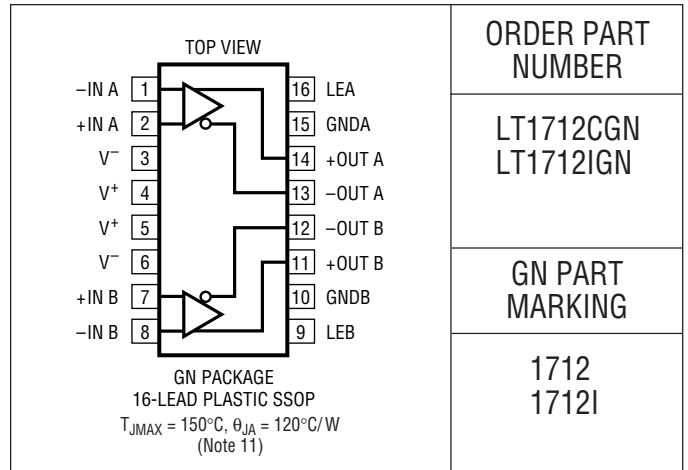 TOP VIEW
–IN A 1 16 LEA
+IN A 2 15 GNDA
V– 3 14 +OUT A
V+ 4 13 –OUT A
V+ 5 12 –OUT B
V– 6 11 +OUT B
+IN B 7 10 GNDB
–IN B 8 9 LEB
GN PACKAGE
16-LEAD PLASTIC SSOP
TJMAX = 150°C, θJA = 120°C/W
(Note 11)
ORDER PART
NUMBER
LT1712CGN
LT1712IGN
GN PART
MARKING
1712
1712I